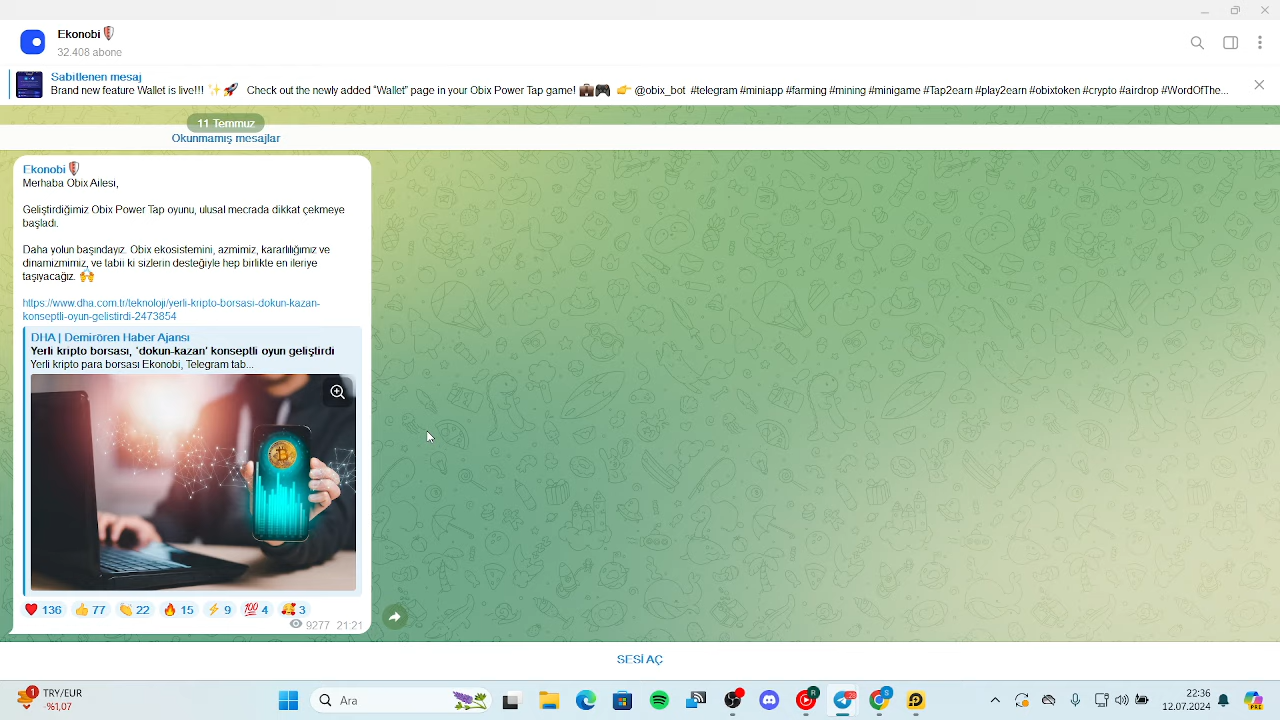 Ekonobi
32.408 abone
Sabitlenen mesaj
Brand new feature Wallet is live!!! ✨🚀 Check out the newly added "Wallet" page in your Obix Power Tap game! 💼🎮 👉 @obix_bot #telegram #miniapp #farming #mining #minigame #Tap2earn #play2earn #obixtoken #crypto #airdrop #WordOfThe...
11 Temmuz
Okunmamış mesajlar
Ekonobi
Merhaba Obix Ailesi,
Geliştirdiğimiz Obix Power Tap oyunu, ulusal mecrada dikkat çekmeye
başladı.
Daha yolun başındayız. Obix ekosistemini, azmimiz, kararlılığımız ve
dinamizmimiz, ve tabii ki sizlerin desteğiyle hep birlikte en ileriye
taşıyacağız. 🙌
https://www.dha.com.tr/teknoloji/yerli-kripto-borsasi-dokun-kazan-
konseptli-oyun-gelistirdi-2473854
DHA | Demirören Haber Ajansı
Yerli kripto borsası, 'dokun-kazan' konseptli oyun geliştirdi
Yerli kripto para borsası Ekonobi, Telegram tab...
❤ 136 👍 77 👏 22 🔥 15 ⚡ 9 💯 4 🥰 3
9277 21:21
SESİ AÇ
1 TRY/EUR
-%1,07
Ara
22:30
12.07.2024